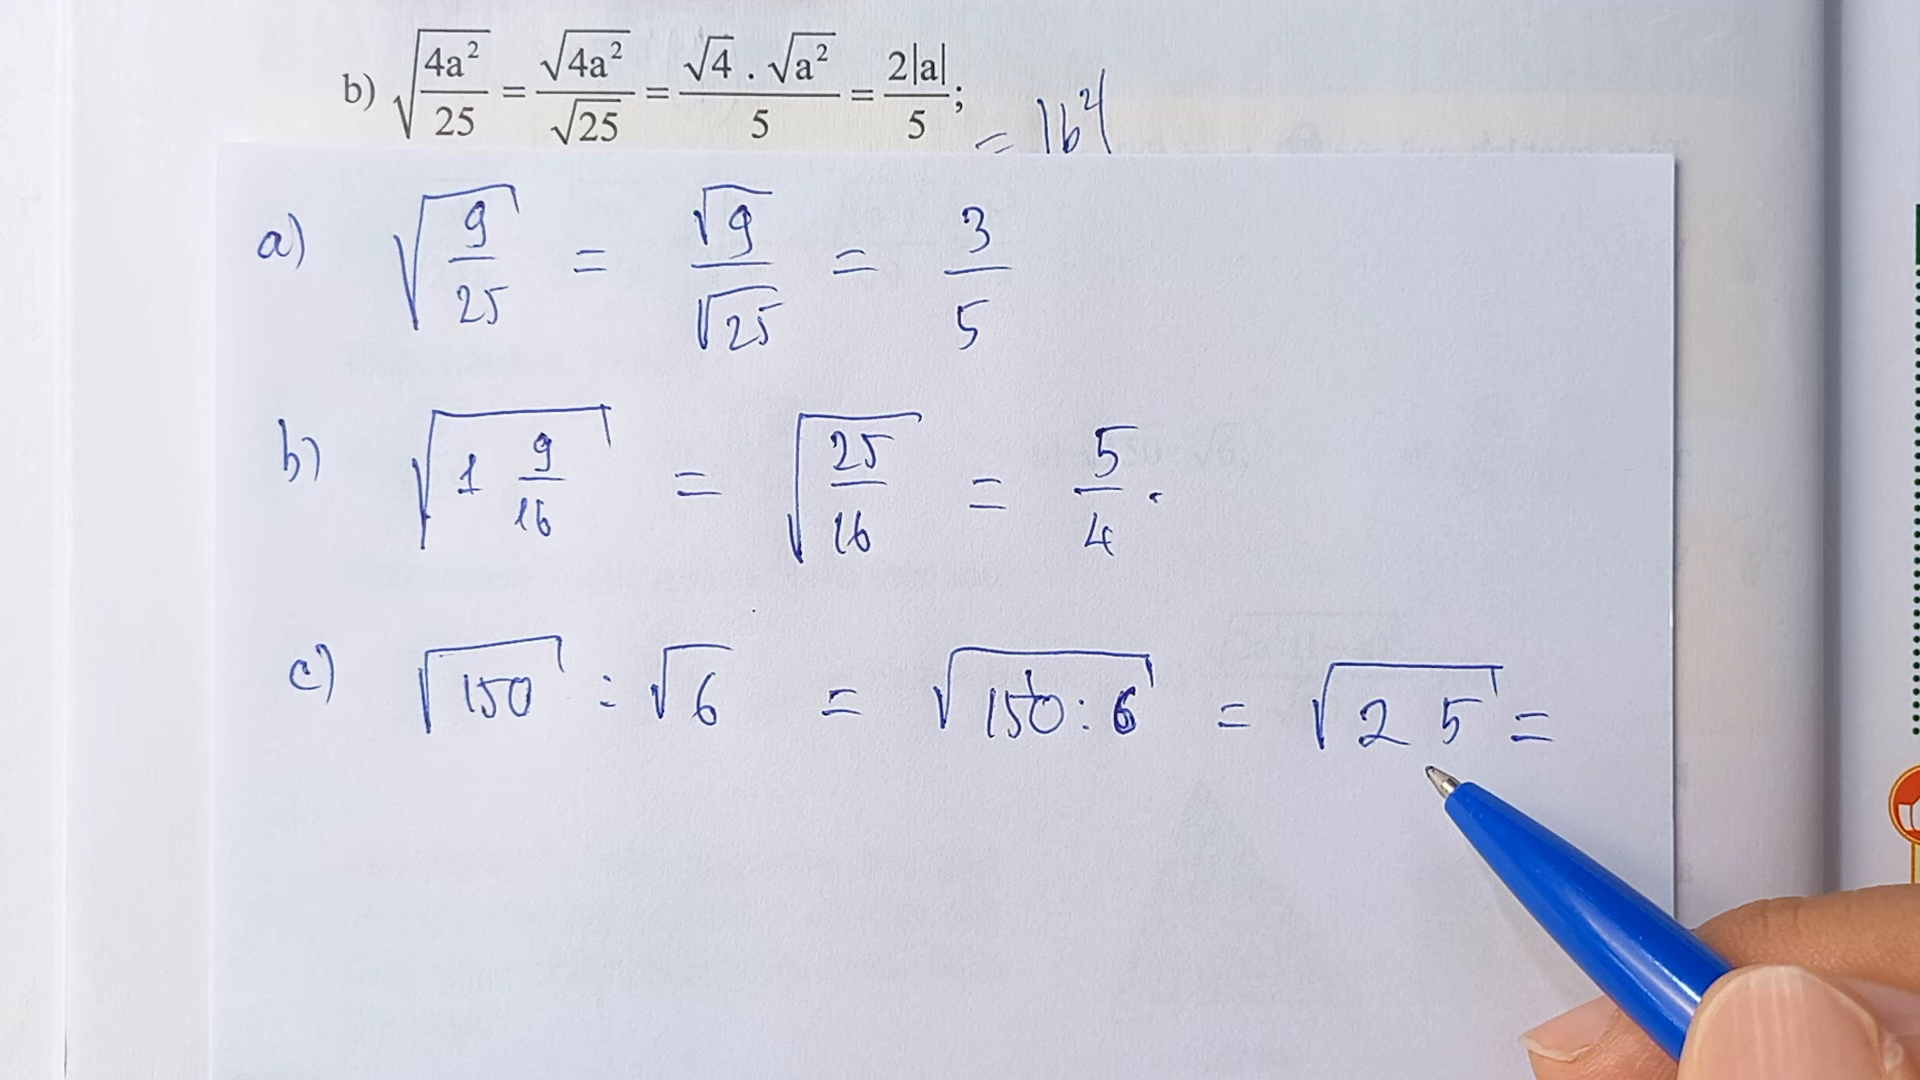 b) √(4a²/25) = √(4a²)/√25 = √4 . √(a²)/5 = 2|a|/5;
= |b²|
a) √(9/25) = √9/√25 = 3/5
b) √(1 9/16) = √(25/16) = 5/4 .
c) √150 : √6 = √(150:6) = √25 =